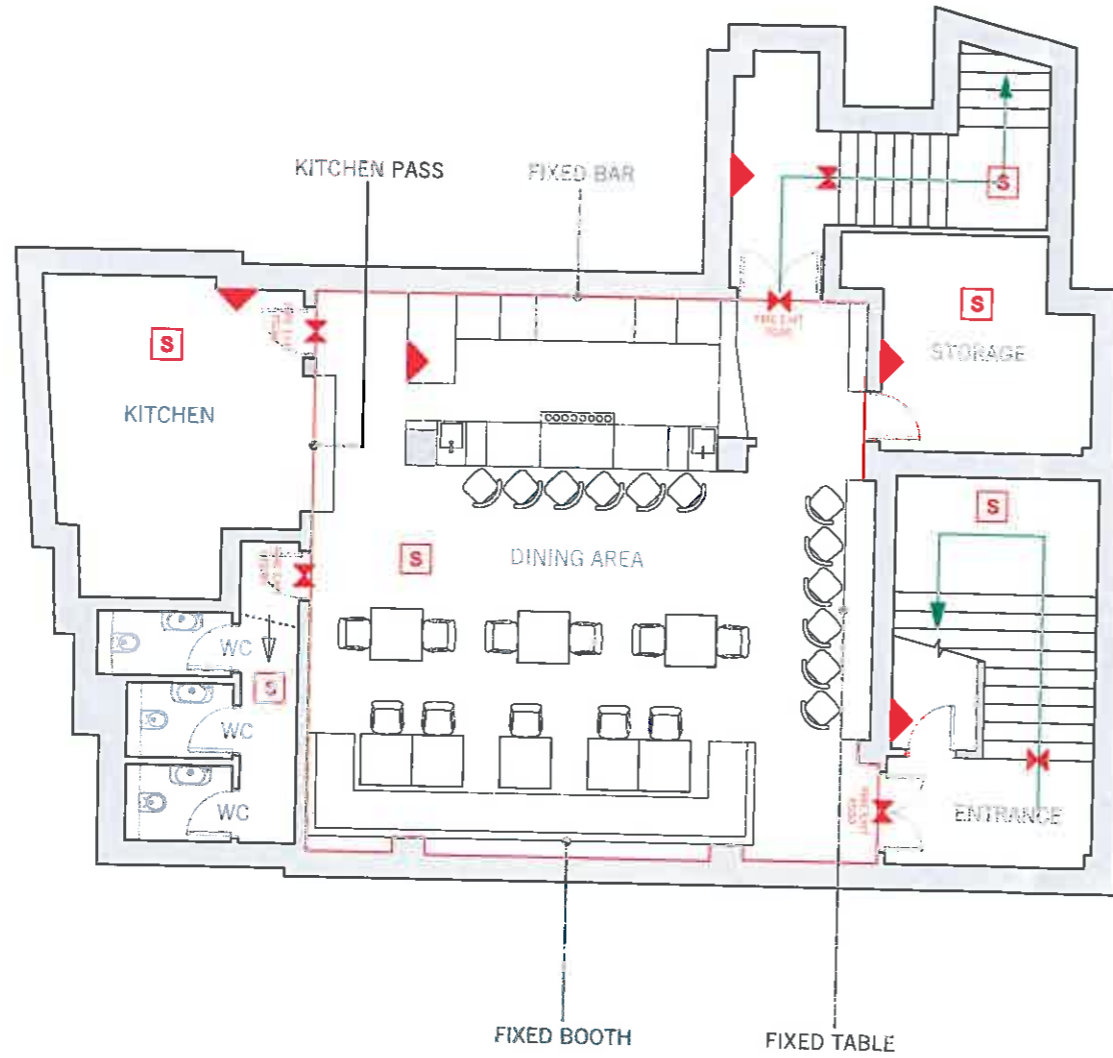 KITCHEN PASS
FIXED BAR
S
S
S
STORAGE
KITCHEN
S
S
DINING AREA
WC
S
WC
WC
ENTRANCE
FIXED BOOTH
FIXED TABLE